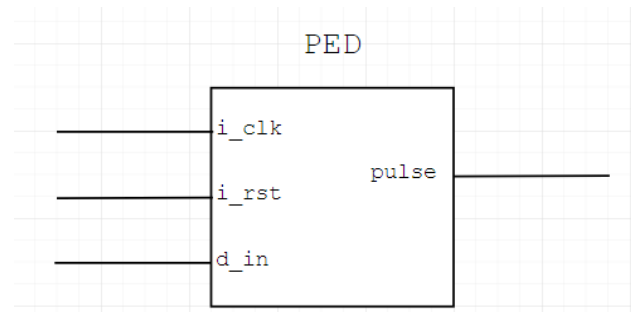 PED
i_clk
pulse
i_rst
d_in